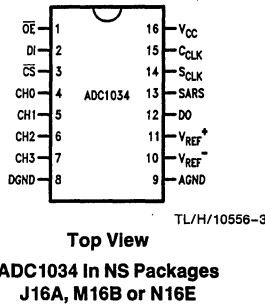 OE 1 16 VCC
DI 2 15 CCLK
CS 3 14 SCLK
CH0 4 ADC1034 13 SARS
CH1 5 12 DO
CH2 6 11 VREF+
CH3 7 10 VREF-
DGND 8 9 AGND
TL/H/10556-3
Top View
ADC1034 In NS Packages
J16A, M16B or N16E